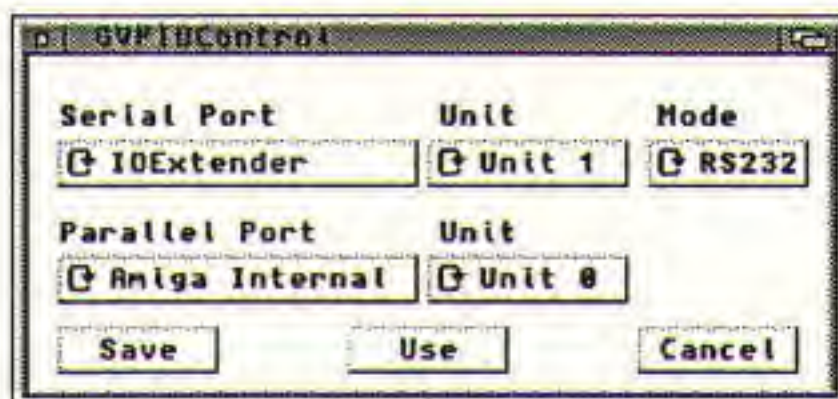 GVPIOControl
Serial Port Unit Mode
IOExtender Unit 1 RS232
Parallel Port Unit
Amiga Internal Unit 0
Save Use Cancel